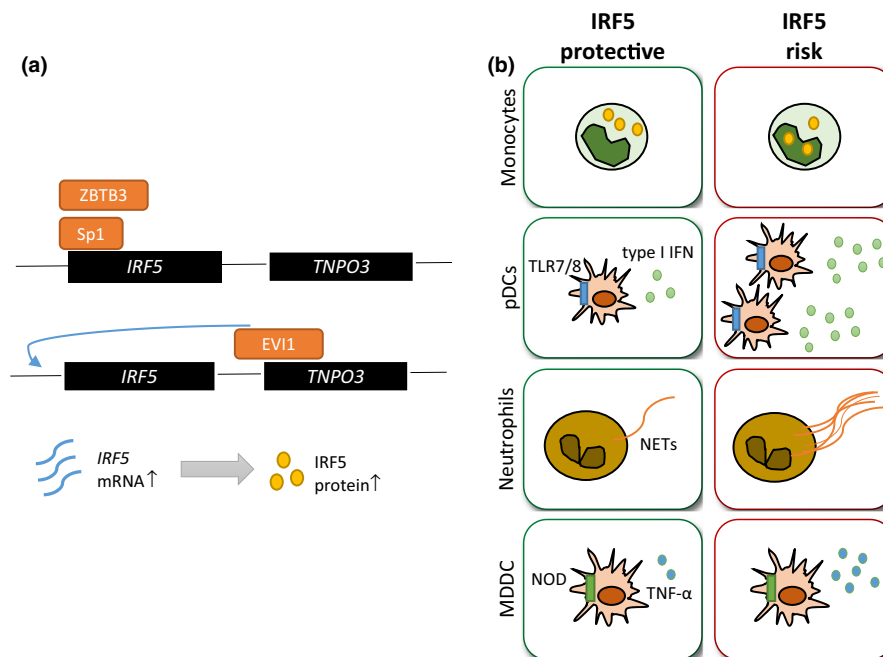 (a)
ZBTB3
Sp1
IRF5
TNPO3
EVI1
IRF5
TNPO3
IRF5
mRNA↑
IRF5
protein↑
(b)
IRF5
protective
IRF5
risk
Monocytes
pDCs
TLR7/8
type I IFN
Neutrophils
NETs
MDDC
NOD
TNF-α